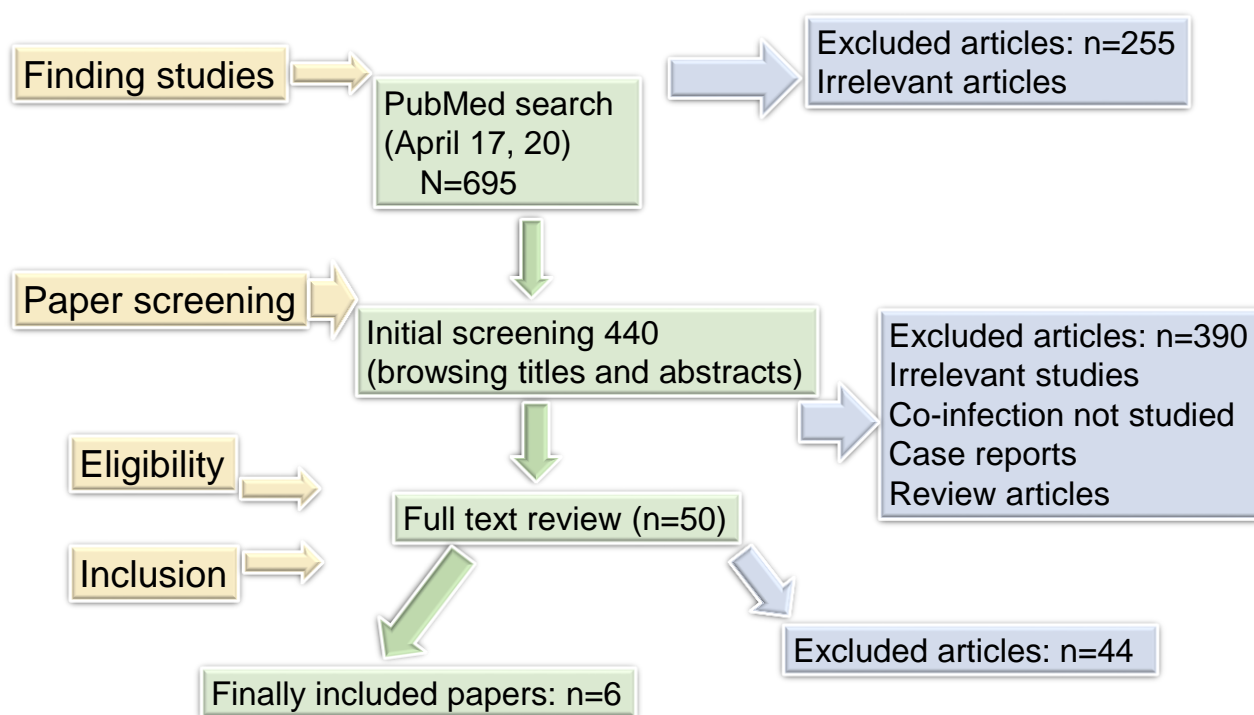 Finding studies
PubMed search
(April 17, 20)
N=695
Excluded articles: n=255
Irrelevant articles
Paper screening
Initial screening 440
(browsing titles and abstracts)
Excluded articles: n=390
Irrelevant studies
Co-infection not studied
Case reports
Review articles
Eligibility
Full text review (n=50)
Inclusion
Excluded articles: n=44
Finally included papers: n=6